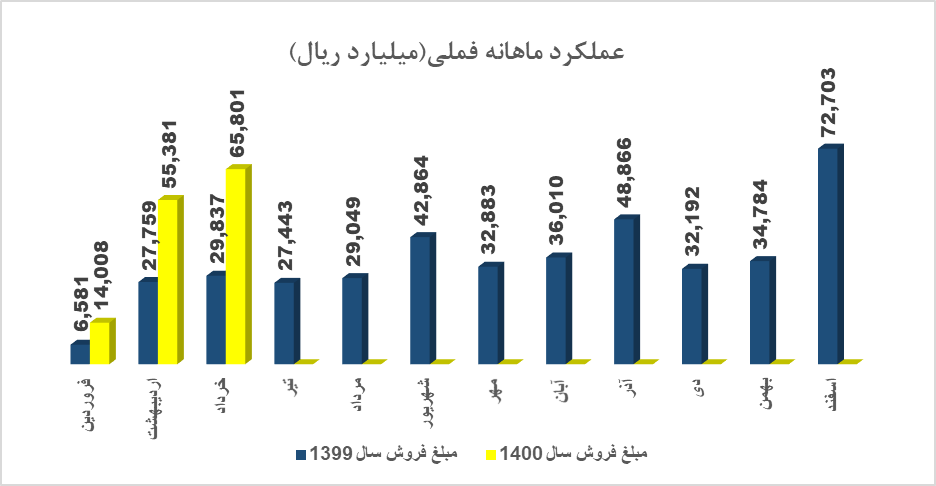 عملکرد ماهانه فملی(میلیارد ریال)
6,581
14,008
27,759
55,381
29,837
65,801
27,443
29,049
42,864
32,883
36,010
48,866
32,192
34,784
72,703
فروردین
اردیبهشت
خرداد
تیر
مرداد
شهریور
مهر
آبان
آذر
دی
بهمن
اسفند
مبلغ فروش سال 1399
مبلغ فروش سال 1400